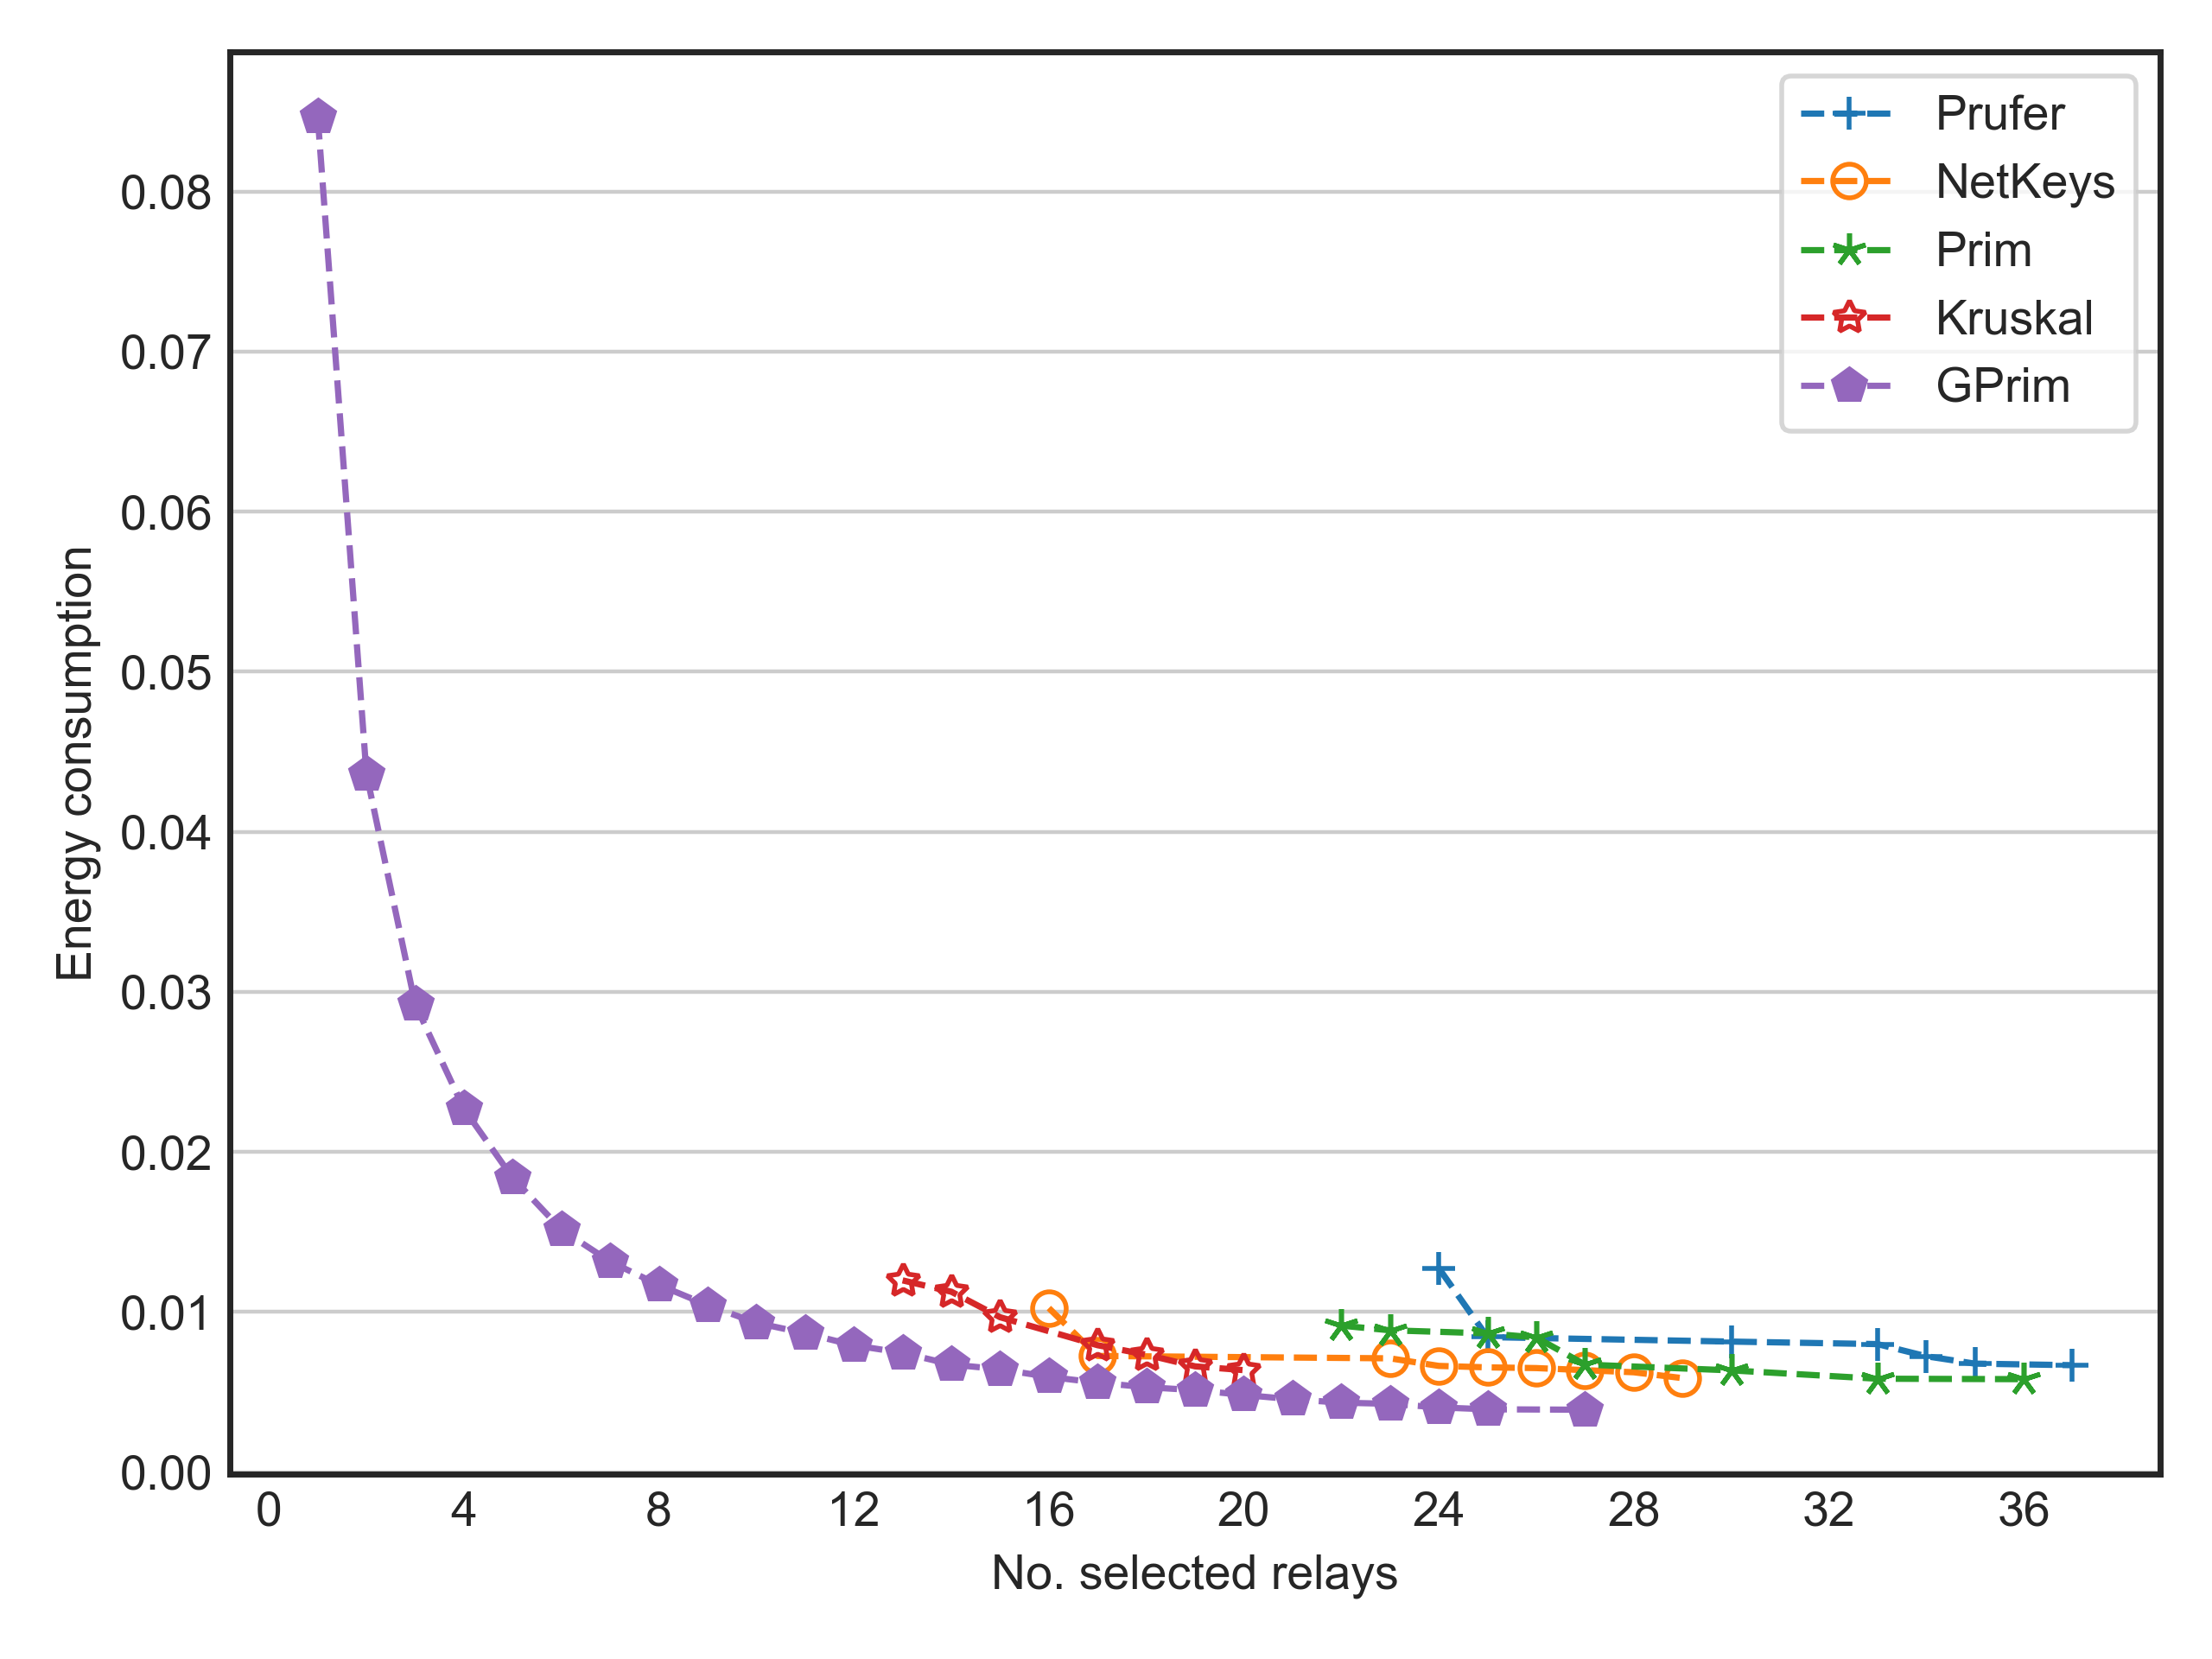 Prufer
NetKeys
Prim
Kruskal
GPrim
Energy consumption
0.08
0.07
0.06
0.05
0.04
0.03
0.02
0.01
0.00
0 4 8 12 16 20 24 28 32 36
No. selected relays